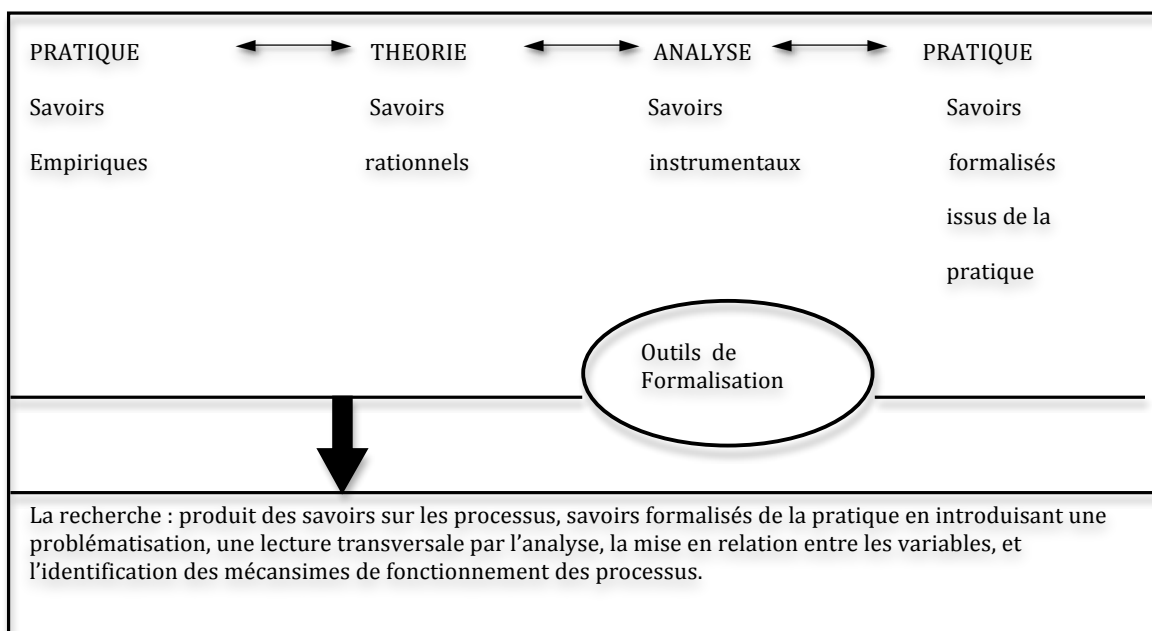 PRATIQUE THEORIE ANALYSE PRATIQUE
Savoirs Savoirs Savoirs Savoirs
Empiriques rationnels instrumentaux formalisés
issus de la
pratique
Outils de
Formalisation
La recherche : produit des savoirs sur les processus, savoirs formalisés de la pratique en introduisant une
problématisation, une lecture transversale par l’analyse, la mise en relation entre les variables, et
l’identification des mécansimes de fonctionnement des processus.